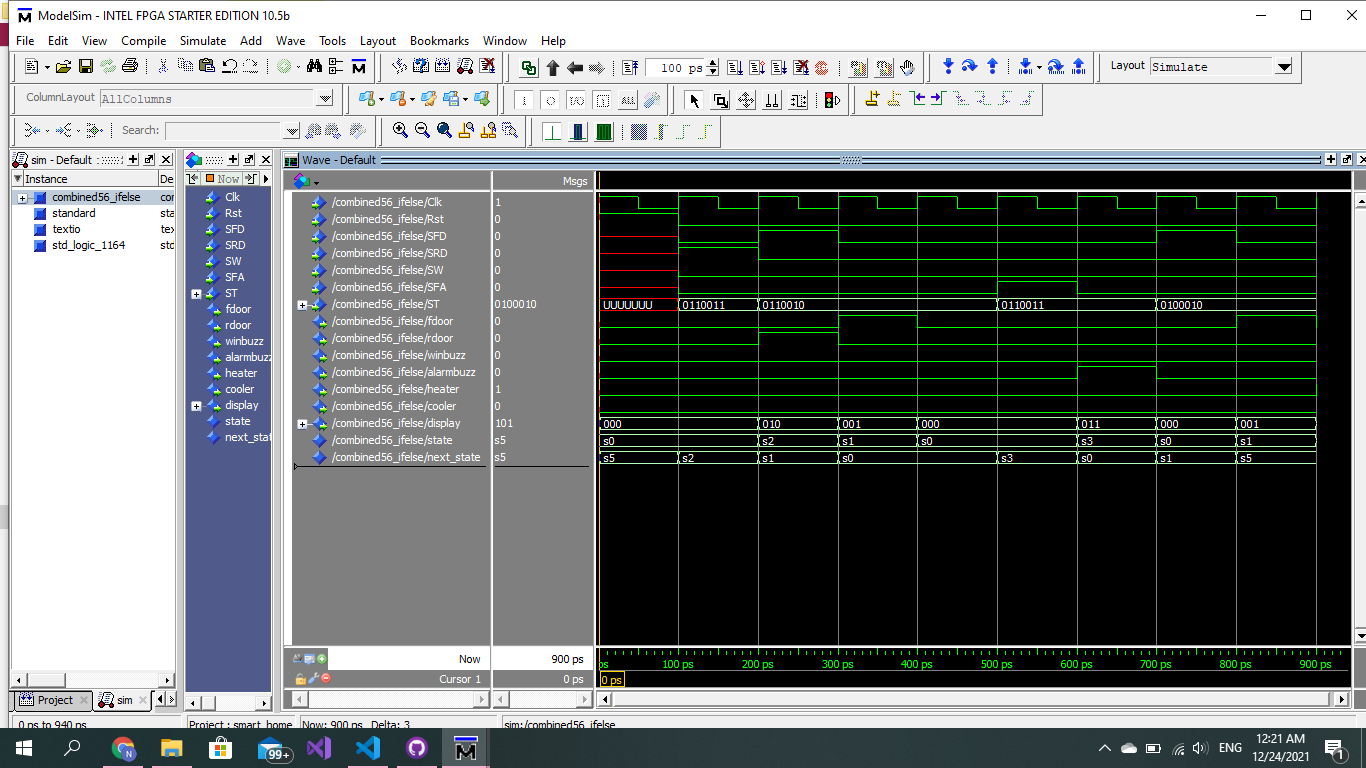 ModelSim - INTEL FPGA STARTER EDITION 10.5b
File Edit View Compile Simulate Add Wave Tools Layout Bookmarks Window Help
100 ps
Layout Simulate
ColumnLayout AllColumns
ALL
Search:
sim - Default
Wave - Default
Instance De
Now
Msgs
combined56_ifelse con
standard sta
textio tex
std_logic_1164 std
Clk
Rst
SFD
SRD
SW
SFA
ST
fdoor
rdoor
winbuzz
alarmbuzz
heater
cooler
display
state
next_stat
/combined56_ifelse/Clk 1
/combined56_ifelse/Rst 0
/combined56_ifelse/SFD 0
/combined56_ifelse/SRD 0
/combined56_ifelse/SW 0
/combined56_ifelse/SFA 0
/combined56_ifelse/ST 0100010 UUUUUUU 0110011 0110010 0110011 0100010
/combined56_ifelse/fdoor 0
/combined56_ifelse/rdoor 0
/combined56_ifelse/winbuzz 0
/combined56_ifelse/alarmbuzz 0
/combined56_ifelse/heater 1
/combined56_ifelse/cooler 0
/combined56_ifelse/display 101 000 010 001 000 011 000 001
/combined56_ifelse/state s5 s0 s2 s1 s0 s3 s0 s1
/combined56_ifelse/next_state s5 s5 s2 s1 s0 s3 s0 s1 s5
Now 900 ps ps 100 ps 200 ps 300 ps 400 ps 500 ps 600 ps 700 ps 800 ps 900 ps
Cursor 1 0 ps 0 ps
Project sim
0 ps to 940 ps Project : smart_home Now: 900 ps Delta: 3 sim:/combined56_ifelse
N 99+ ENG 12:21 AM
12/24/2021 1